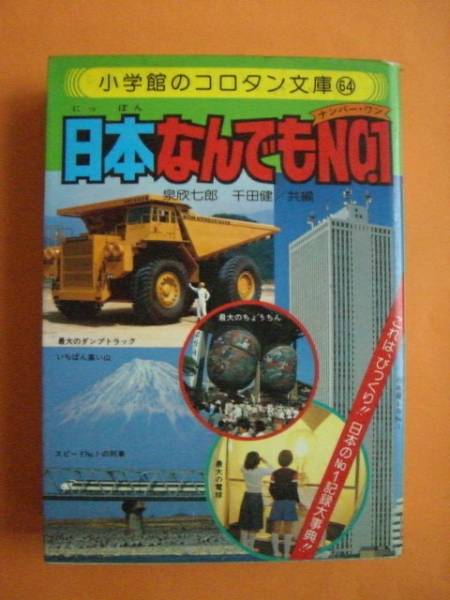 小学館のコロタン文庫64
にっぽん
ナンバー・ワン
日本なんでもNO.1
泉欣七郎 千田健 共編
最大のダンプトラック
いちばん高い山
最大のちょうちん
スピードNo.1の列車
最大の電球
これは、びっくり!!日本のNo.1記録大事典!!